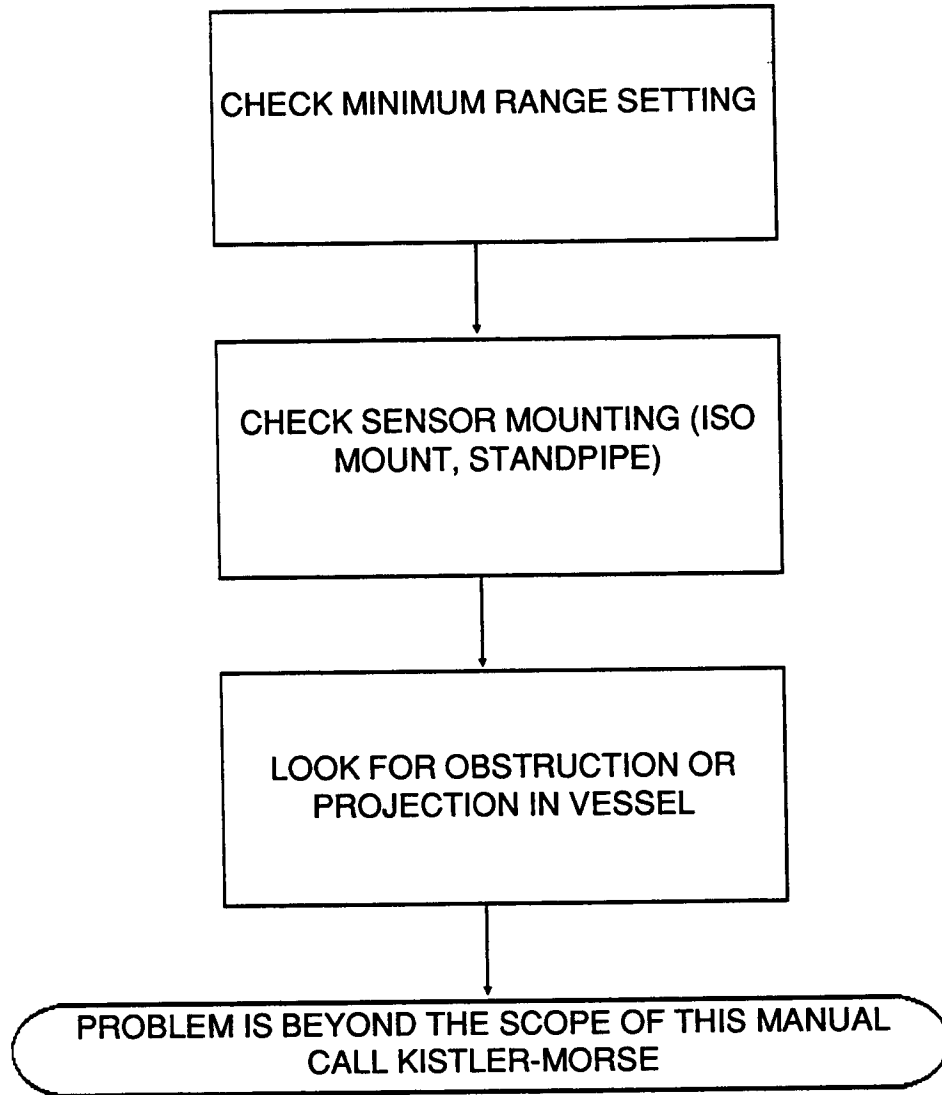 CHECK MINIMUM RANGE SETTING
CHECK SENSOR MOUNTING (ISO
MOUNT, STANDPIPE)
LOOK FOR OBSTRUCTION OR
PROJECTION IN VESSEL
PROBLEM IS BEYOND THE SCOPE OF THIS MANUAL
CALL KISTLER-MORSE